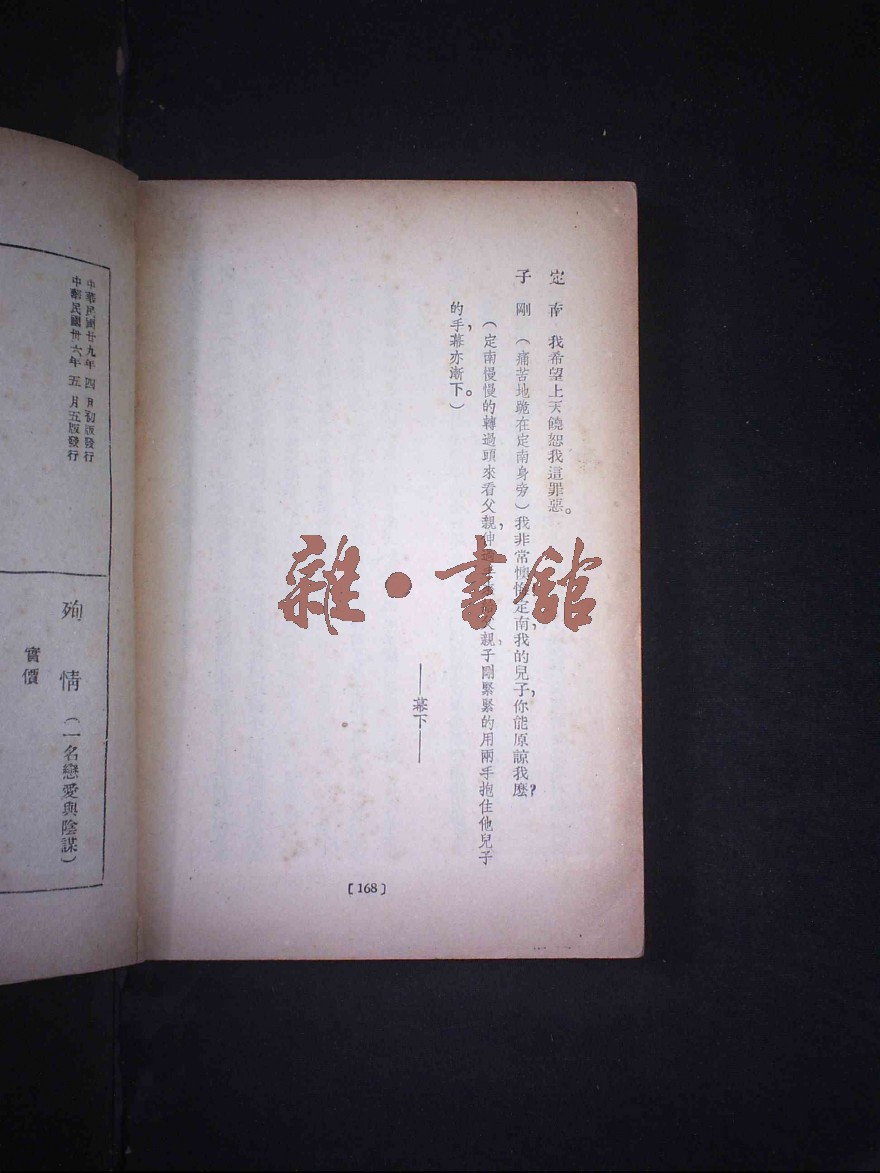 定南 我希望上天饒恕我這罪惡。
子剛 （痛苦地跪在定南身旁）我非常懊悔，定南，我的兒子，你能原諒我麽？
（定南慢慢的轉過頭來看父親，伸 父親，子剛緊緊的用兩手抱住他兒子
的手，幕亦漸下。）
——幕下——
[ 168 ]
中華民國廿九年四月初版發行
中華民國卅六年五月五版發行
殉情（一名戀愛與陰謀）
實價
雜·書館